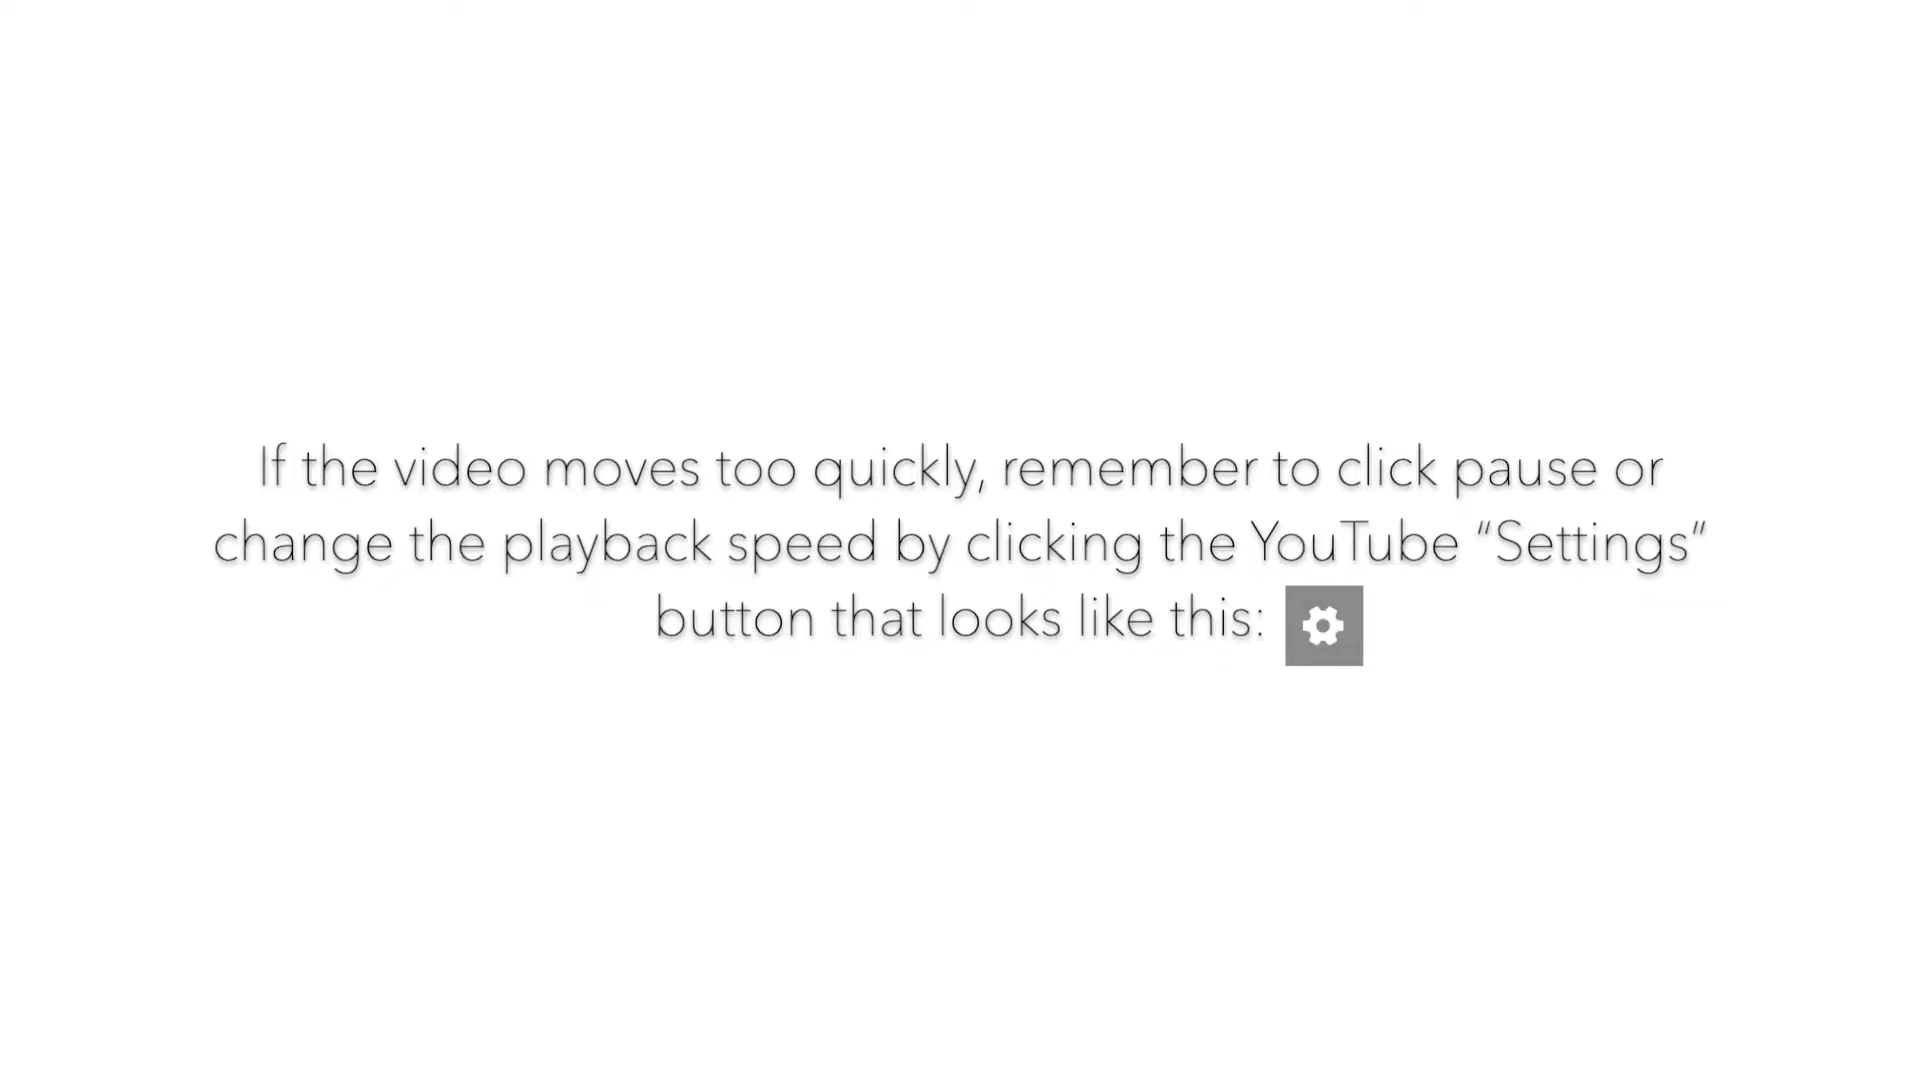 If the video moves too quickly, remember to click pause or
change the playback speed by clicking the YouTube “Settings”
button that looks like this: